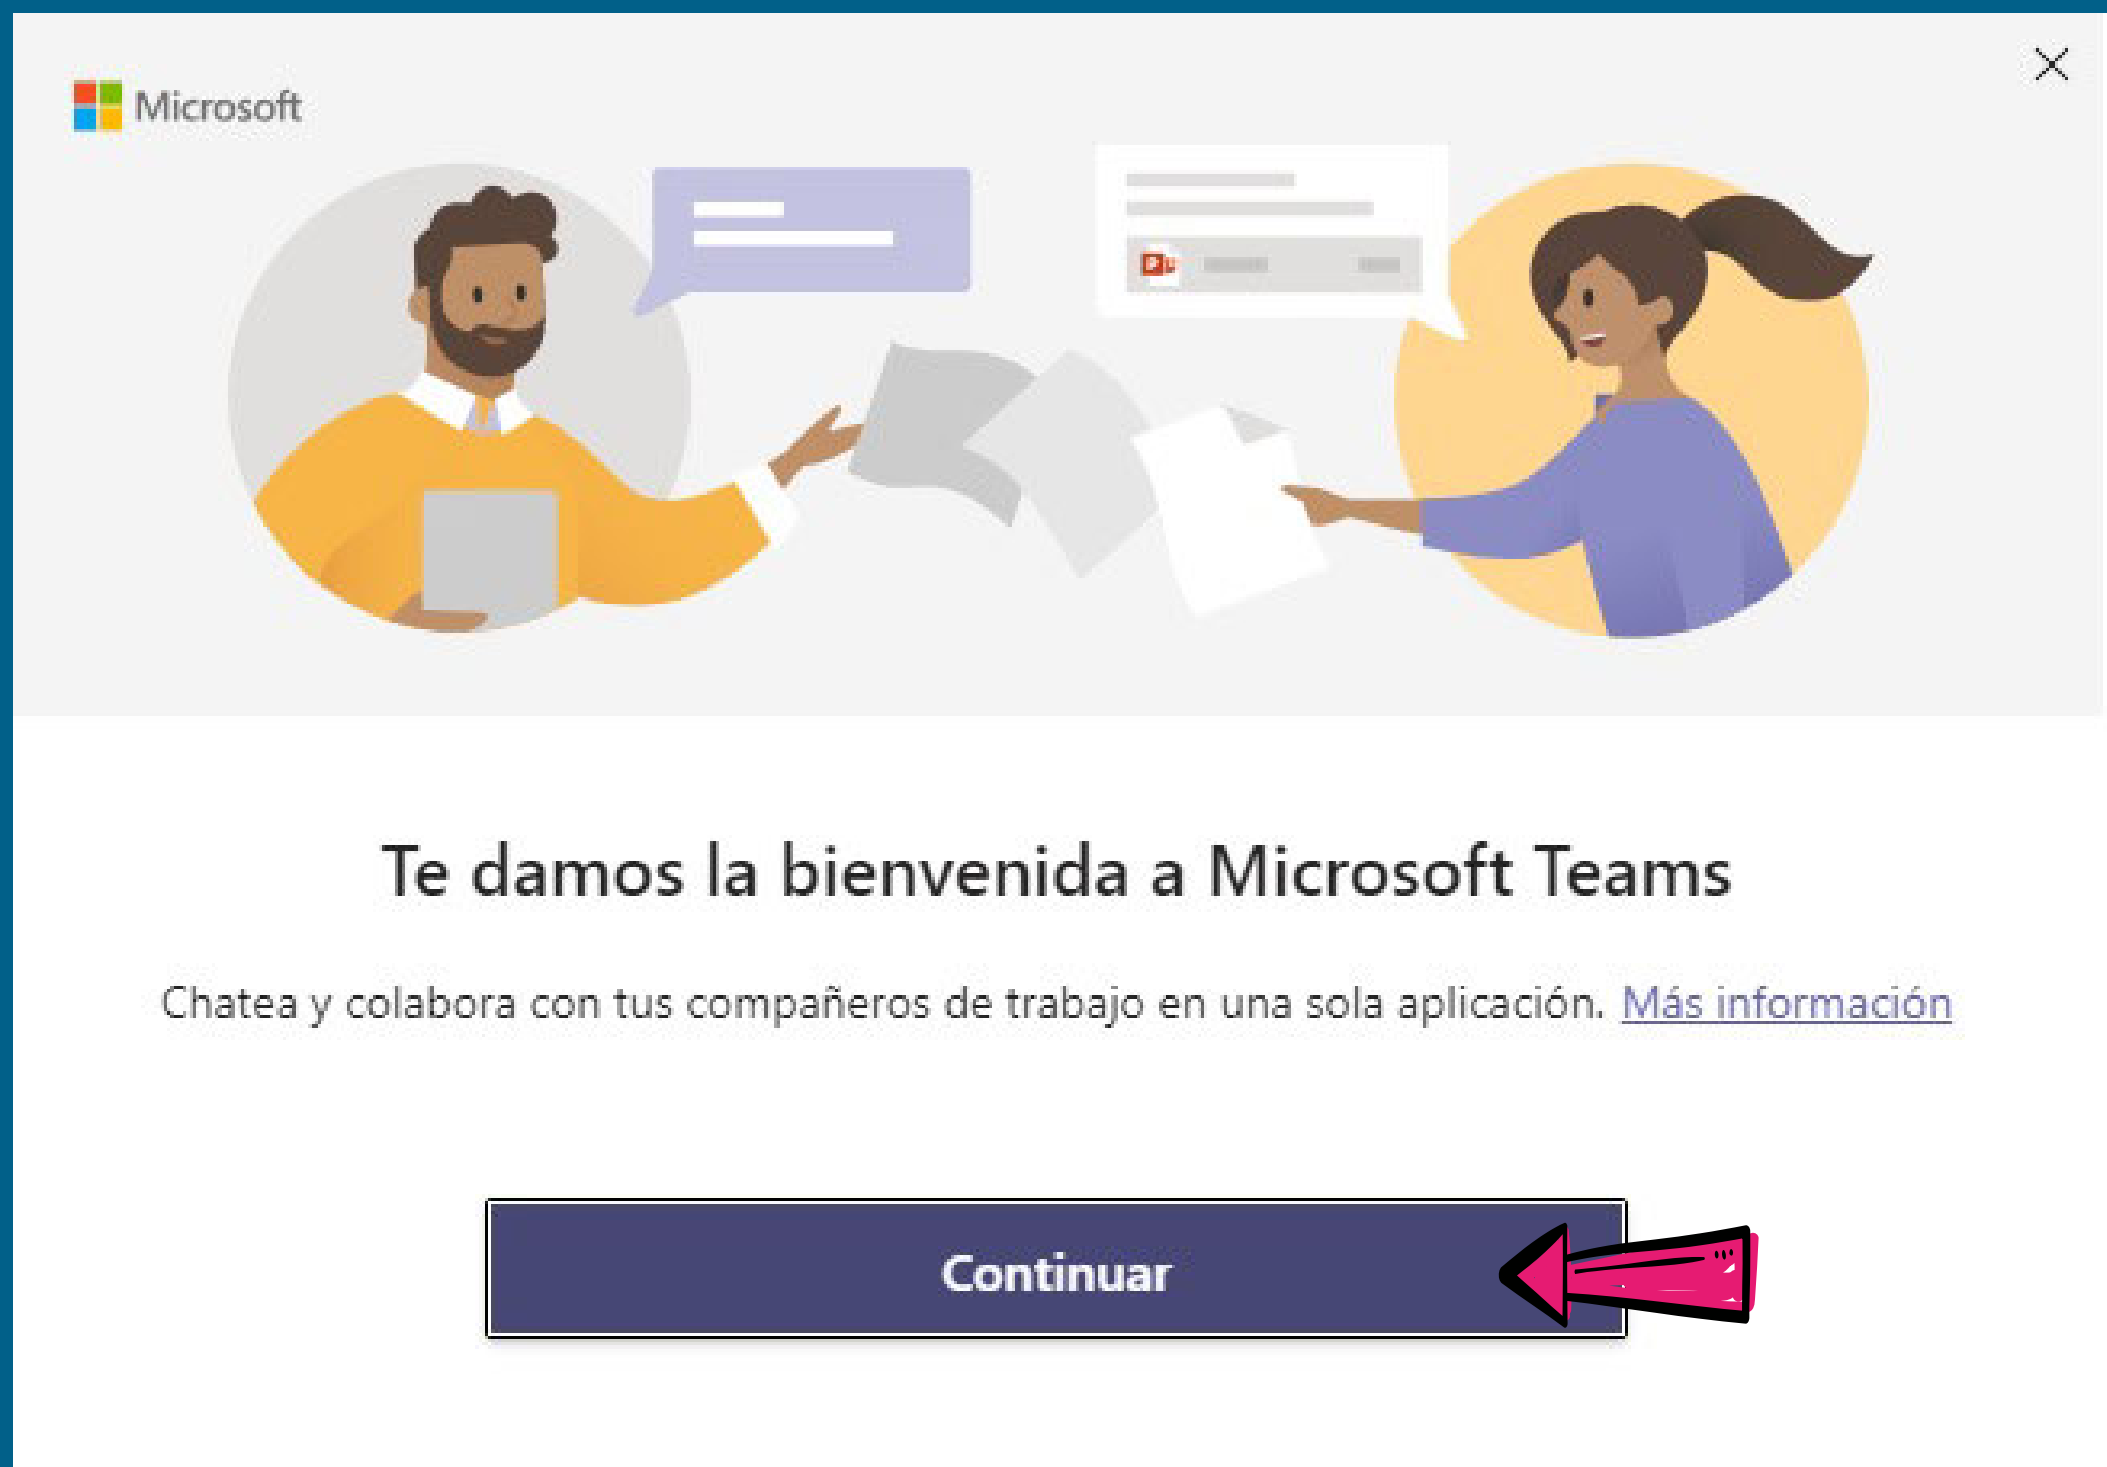 Microsoft
Te damos la bienvenida a Microsoft Teams
Chatea y colabora con tus compañeros de trabajo en una sola aplicación. Más información
Continuar